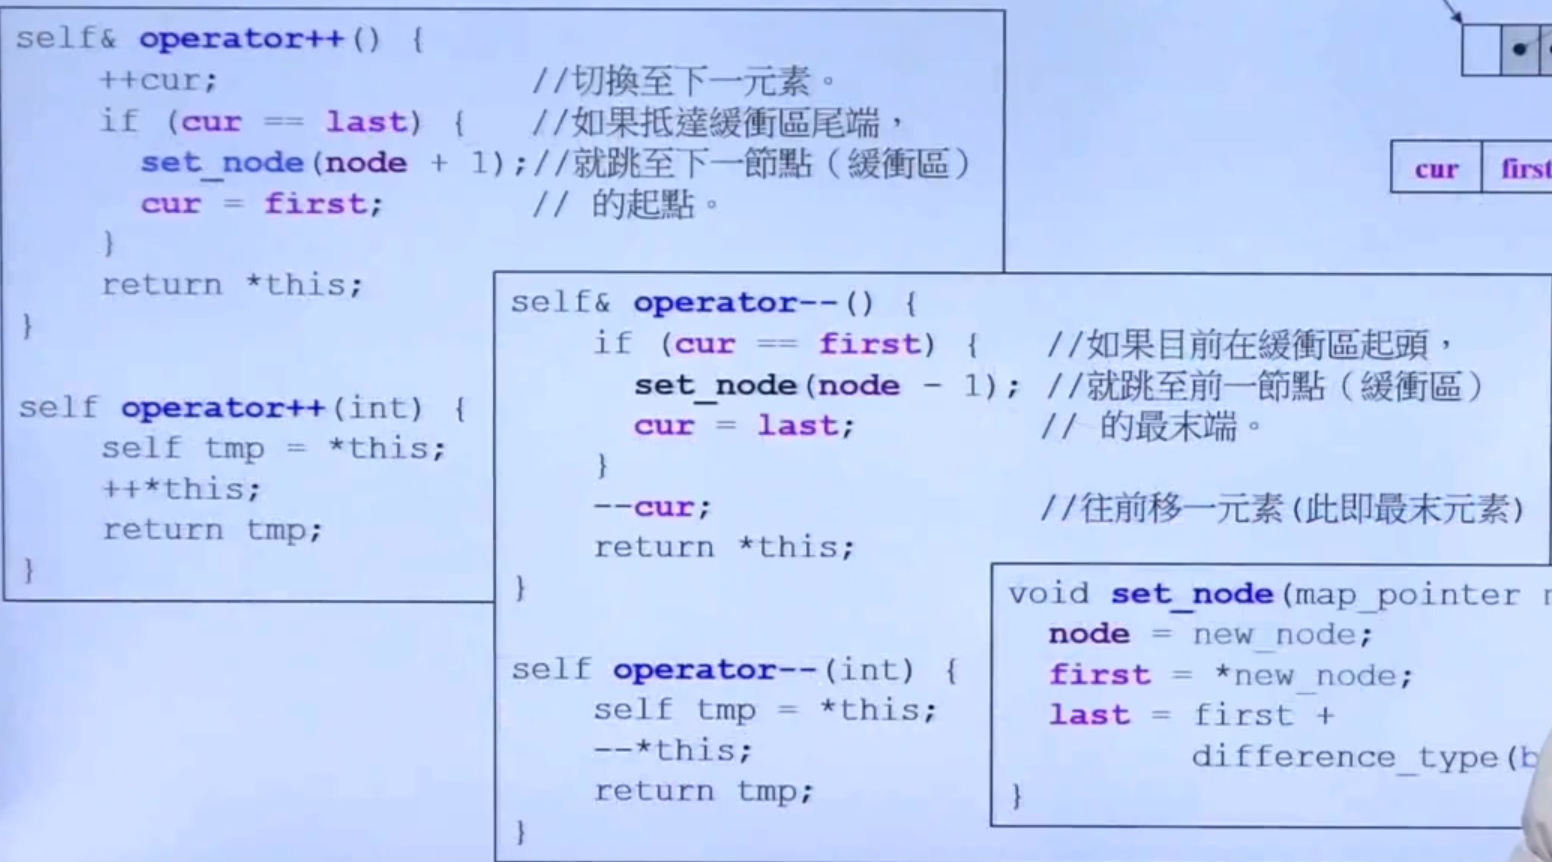 self& operator++() {
++cur; //切換至下一元素。
if (cur == last) { //如果抵達緩衝區尾端，
set_node(node + 1);//就跳至下一節點（緩衝區）
cur = first; // 的起點。
}
return *this;
}
self operator++(int) {
self tmp = *this;
++*this;
return tmp;
}
self& operator--() {
if (cur == first) { //如果目前在緩衝區起頭，
set_node(node - 1); //就跳至前一節點（緩衝區）
cur = last; // 的最末端。
}
--cur; //往前移一元素(此即最末元素)
return *this;
}
self operator--(int) {
self tmp = *this;
--*this;
return tmp;
}
void set_node(map_pointer
node = new_node;
first = *new_node;
last = first +
difference_type(b
}
cur first